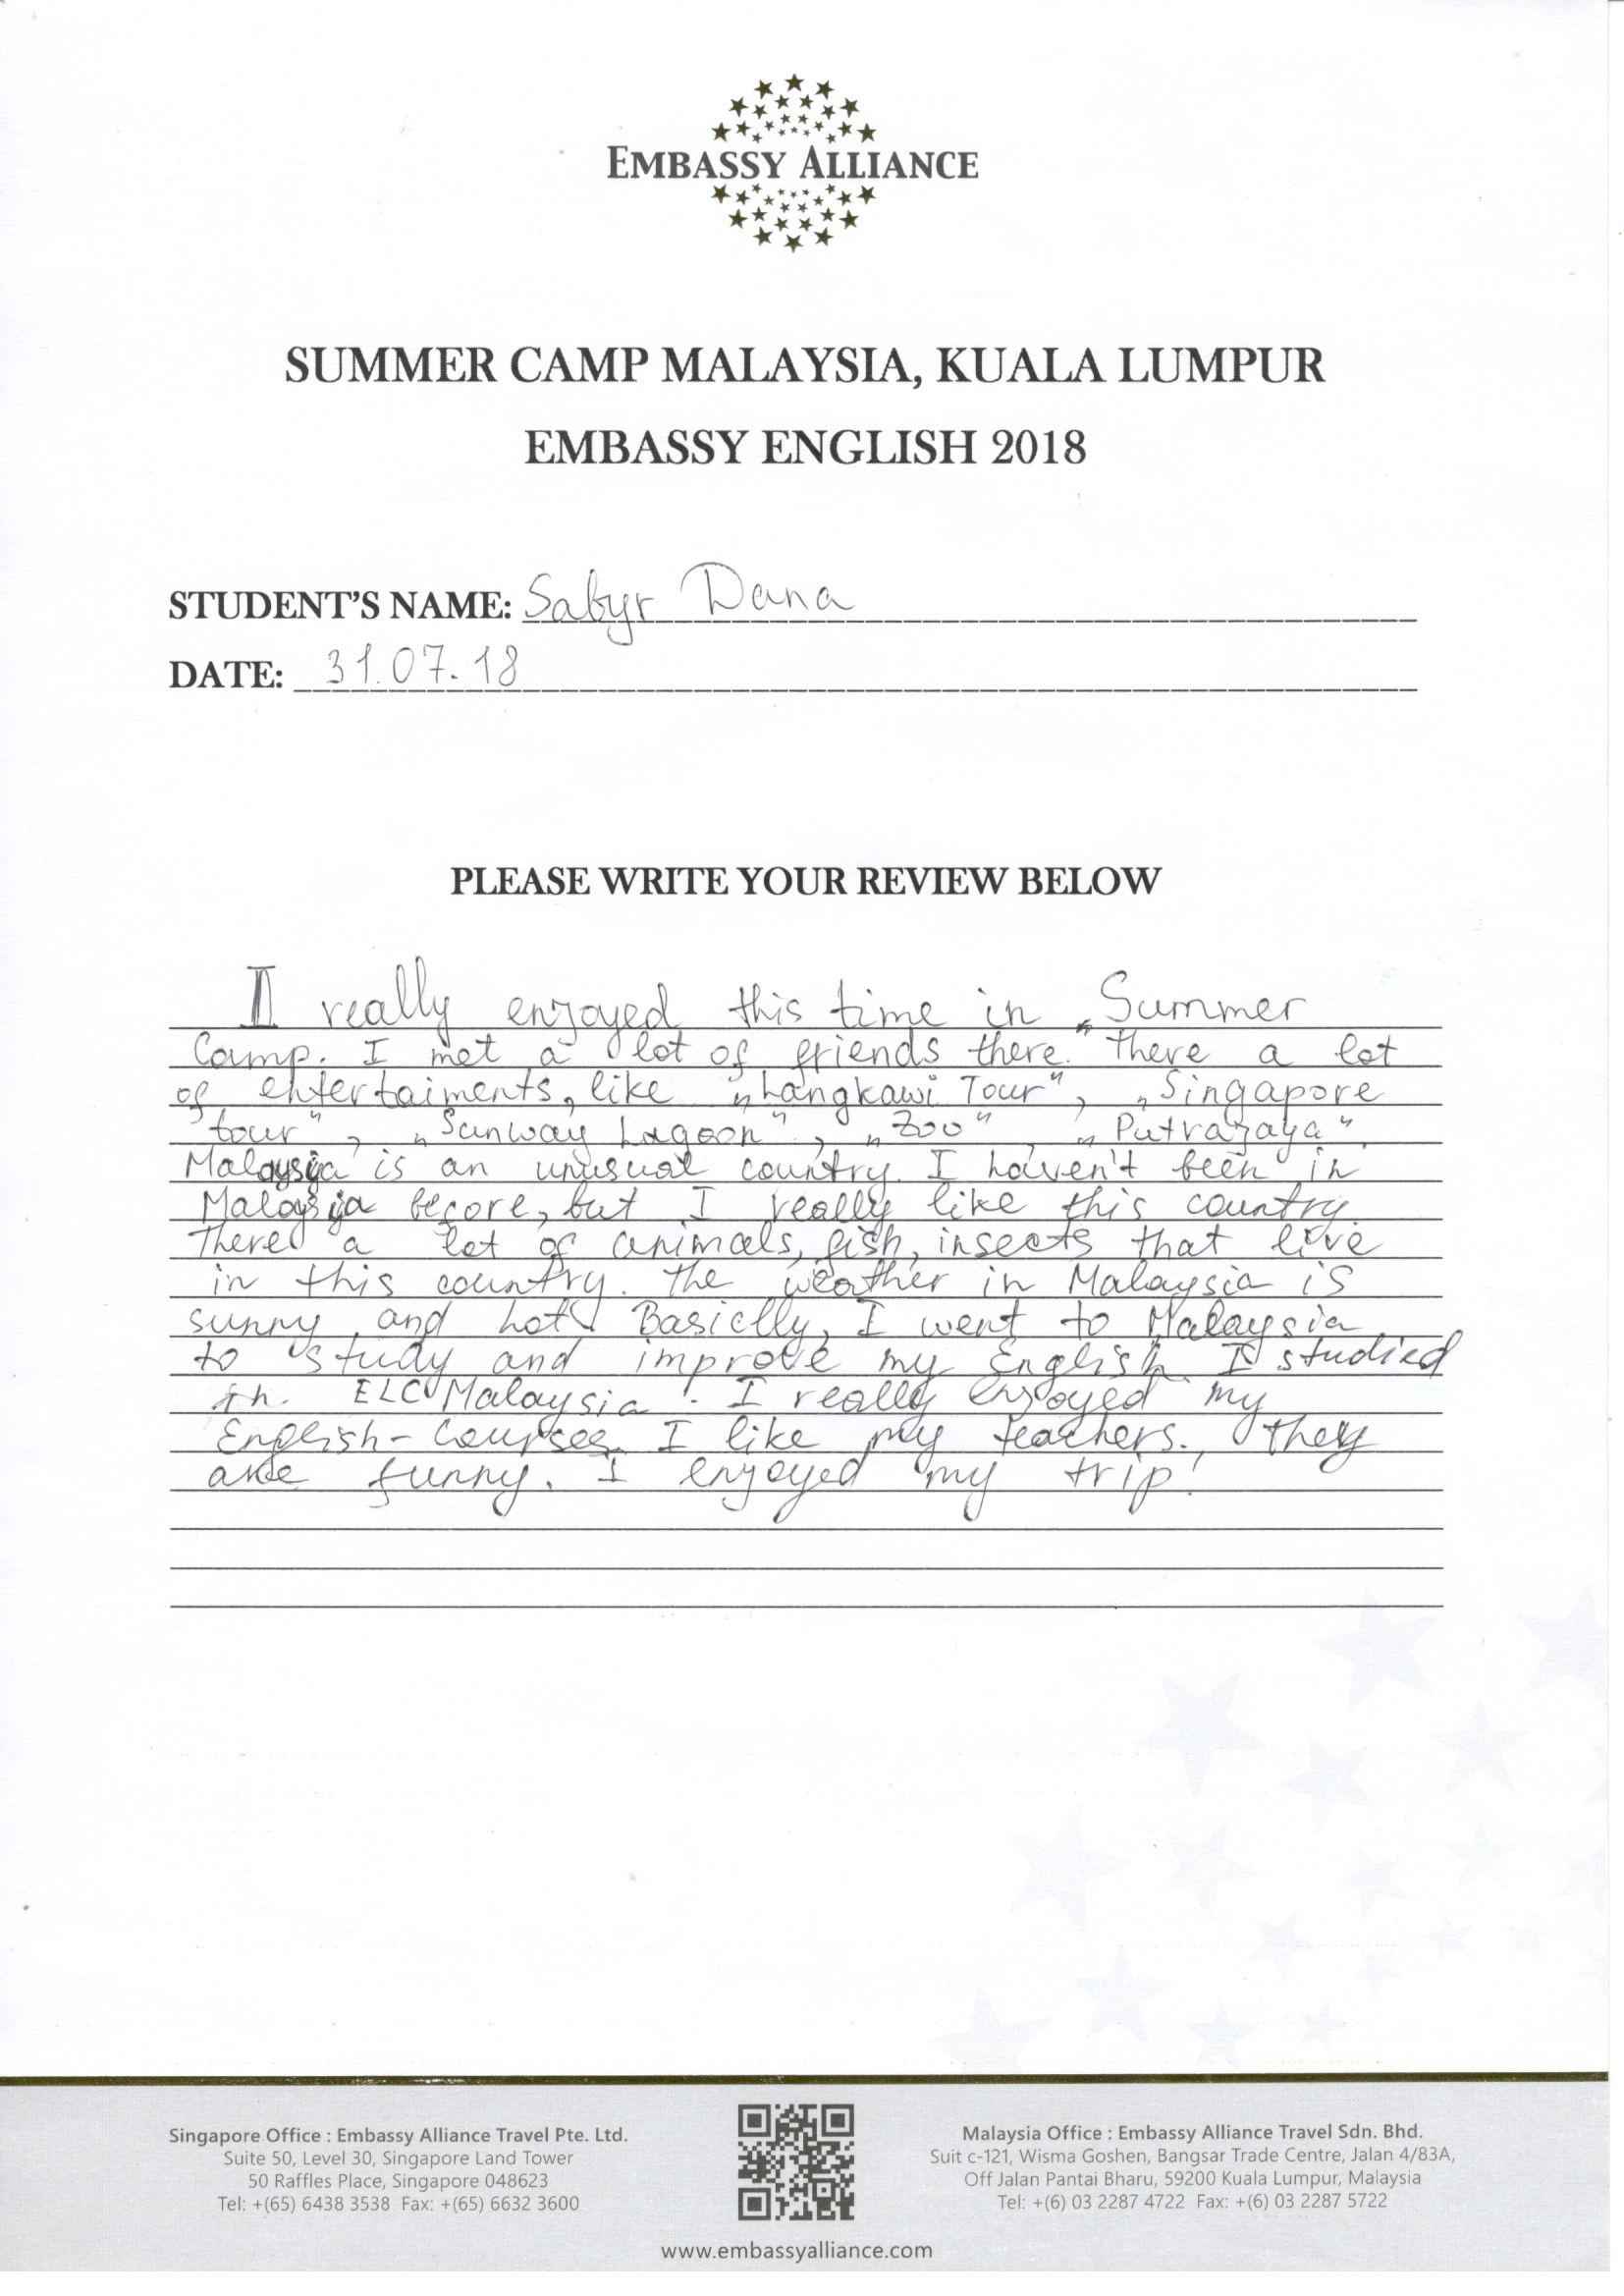 EMBASSY ALLIANCE
SUMMER CAMP MALAYSIA, KUALA LUMPUR
EMBASSY ENGLISH 2018
STUDENT'S NAME: Sabyr Dana
DATE: 31.07.18
PLEASE WRITE YOUR REVIEW BELOW
I really enjoyed this time in „Summer
Camp. I met a lot of friends there." There a lot
of entertaiments, like „Langkawi Tour", „Singapore
tour", „Sunway Lagoon", „Zoo", „Putrajaya".
Malaysia is an unusual country. I haven't been in
Malaysia before, but I really like this country.
There a lot of animals, fish, insects that live
in this country. The weather in Malaysia is
sunny and hot. Basiclly, I went to Malaysia
to study and improve my English. I studied
in ELC Malaysia. I really enjoyed my
English-courses. I like my teachers., they
are funny. I enjoyed my trip!
Singapore Office : Embassy Alliance Travel Pte. Ltd.
Suite 50, Level 30, Singapore Land Tower
50 Raffles Place, Singapore 048623
Tel: +(65) 6438 3538 Fax: +(65) 6632 3600
Malaysia Office : Embassy Alliance Travel Sdn. Bhd.
Suit c-121, Wisma Goshen, Bangsar Trade Centre, Jalan 4/83A,
Off Jalan Pantai Bharu, 59200 Kuala Lumpur, Malaysia
Tel: +(6) 03 2287 4722 Fax: +(6) 03 2287 5722
www.embassyalliance.com